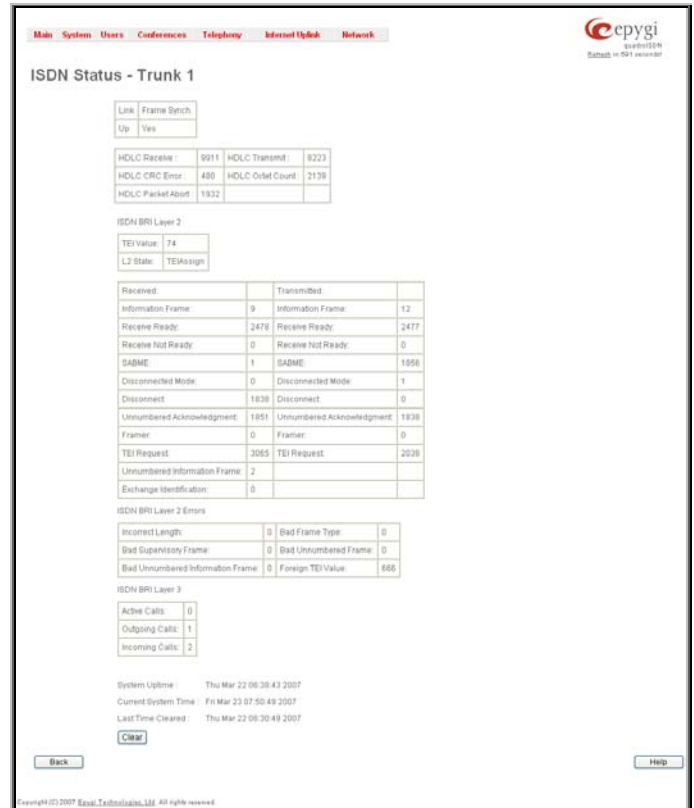 Main System Users Conferences Telephony Internet Uplink Network
epygi
quadroISDN
Refresh in 591 seconds!
ISDN Status - Trunk 1
Link Frame Synch
Up Yes
HDLC Receive : 9911 HDLC Transmit : 8223
HDLC CRC Error : 480 HDLC Octet Count : 2139
HDLC Packet Abort : 1932
ISDN BRI Layer 2
TEI Value: 74
L2 State: TEIAssign
Received: Transmitted:
Information Frame: 9 Information Frame: 12
Receive Ready: 2478 Receive Ready: 2477
Receive Not Ready: 0 Receive Not Ready: 0
SABME: 1 SABME: 1856
Disconnected Mode: 0 Disconnected Mode: 1
Disconnect: 1838 Disconnect: 0
Unnumbered Acknowledgment: 1851 Unnumbered Acknowledgment: 1838
Framer: 0 Framer: 0
TEI Request: 3065 TEI Request: 2038
Unnumbered Information Frame: 2
Exchange Identification: 0
ISDN BRI Layer 2 Errors
Incorrect Length: 0 Bad Frame Type: 0
Bad Supervisory Frame: 0 Bad Unnumbered Frame: 0
Bad Unnumbered Information Frame: 0 Foreign TEI Value: 666
ISDN BRI Layer 3
Active Calls: 0
Outgoing Calls: 1
Incoming Calls: 2
System Uptime : Thu Mar 22 06:38:43 2007
Current System Time : Fri Mar 23 07:50:49 2007
Last Time Cleared : Thu Mar 22 06:30:49 2007
Clear
Back Help
Copyright (C) 2007 Epygi Technologies, Ltd. All rights reserved.